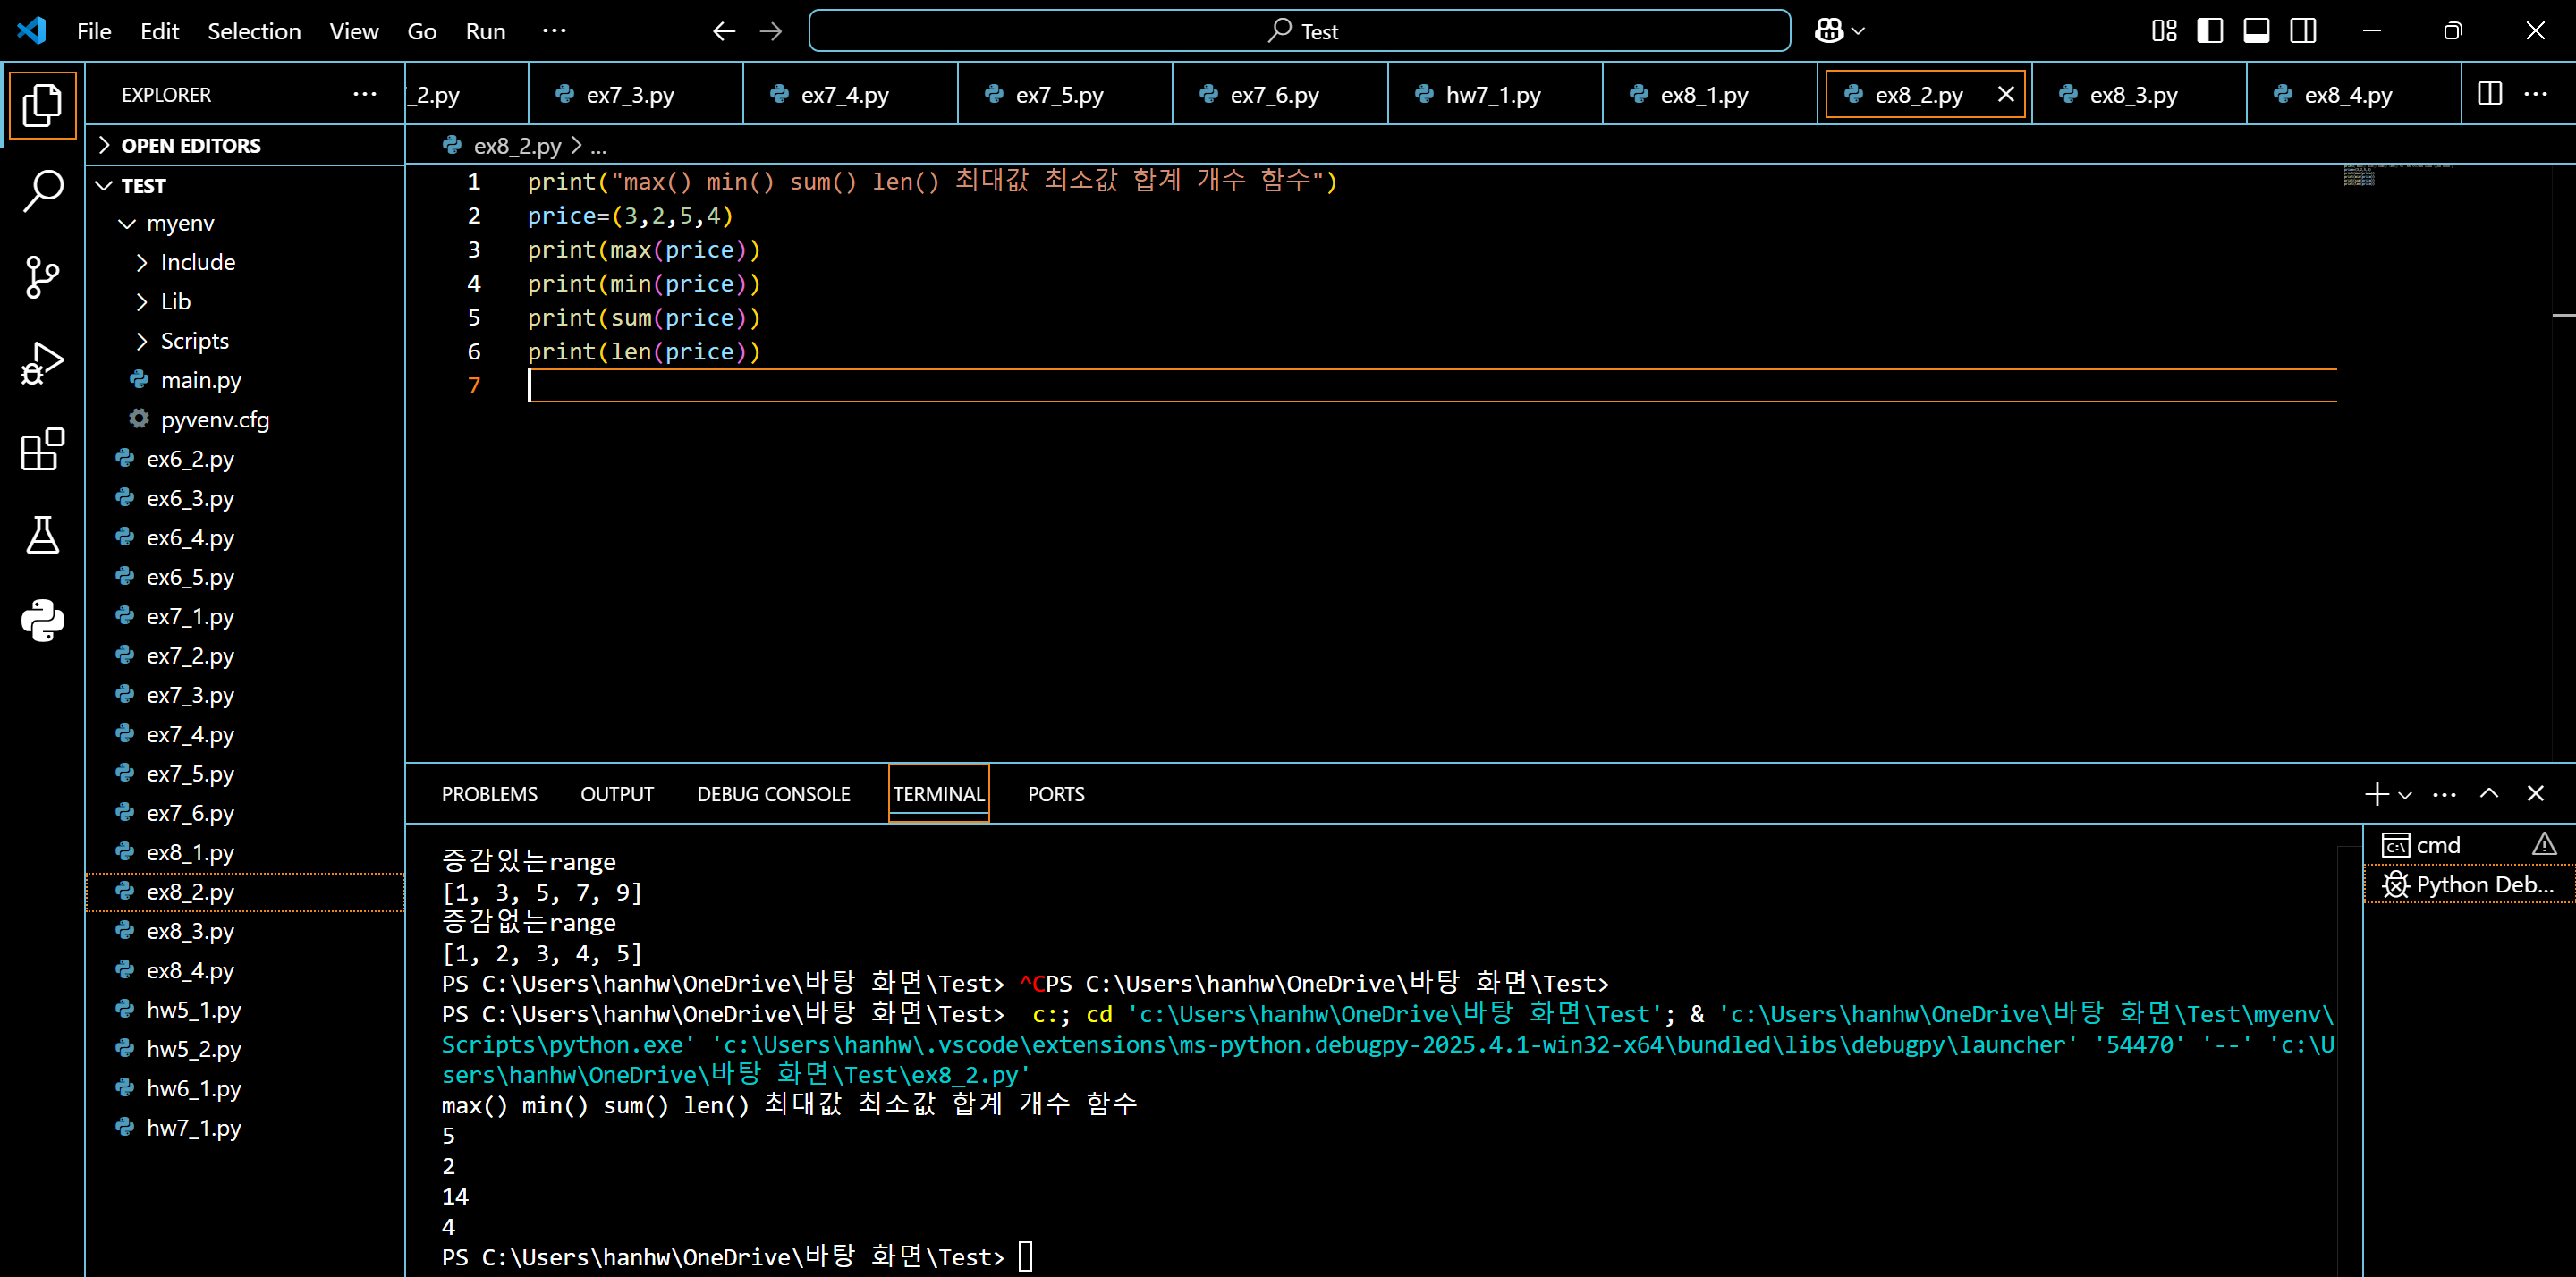 File Edit Selection View Go Run ··· Test
EXPLORER ···
OPEN EDITORS
TEST
myenv
Include
Lib
Scripts
main.py
pyvenv.cfg
ex6_2.py
ex6_3.py
ex6_4.py
ex6_5.py
ex7_1.py
ex7_2.py
ex7_3.py
ex7_4.py
ex7_5.py
ex7_6.py
ex8_1.py
ex8_2.py
ex8_3.py
ex8_4.py
hw5_1.py
hw5_2.py
hw6_1.py
hw7_1.py
_2.py ex7_3.py ex7_4.py ex7_5.py ex7_6.py hw7_1.py ex8_1.py ex8_2.py ex8_3.py ex8_4.py
ex8_2.py > ...
1 print("max() min() sum() len() 최대값 최소값 합계 개수 함수")
2 price=(3,2,5,4)
3 print(max(price))
4 print(min(price))
5 print(sum(price))
6 print(len(price))
7
PROBLEMS OUTPUT DEBUG CONSOLE TERMINAL PORTS
증감있는range
[1, 3, 5, 7, 9]
증감없는range
[1, 2, 3, 4, 5]
PS C:\Users\hanhw\OneDrive\바탕 화면\Test> ^CPS C:\Users\hanhw\OneDrive\바탕 화면\Test>
PS C:\Users\hanhw\OneDrive\바탕 화면\Test>  c:; cd 'c:\Users\hanhw\OneDrive\바탕 화면\Test'; & 'c:\Users\hanhw\OneDrive\바탕 화면\Test\myenv\
Scripts\python.exe' 'c:\Users\hanhw\.vscode\extensions\ms-python.debugpy-2025.4.1-win32-x64\bundled\libs\debugpy\launcher' '54470' '--' 'c:\U
sers\hanhw\OneDrive\바탕 화면\Test\ex8_2.py'
max() min() sum() len() 최대값 최소값 합계 개수 함수
5
2
14
4
PS C:\Users\hanhw\OneDrive\바탕 화면\Test>
cmd
Python Deb...